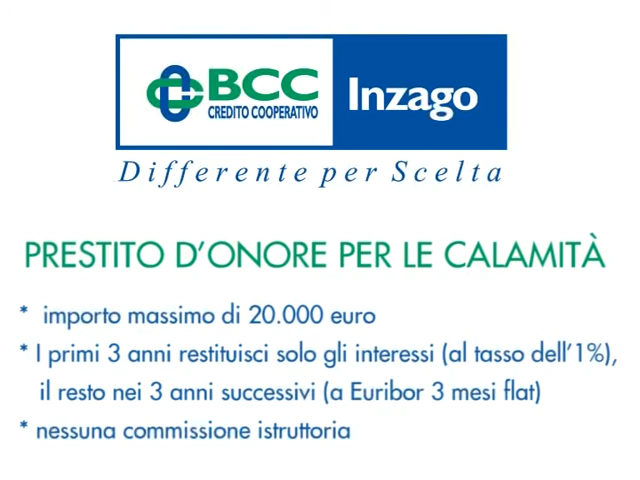 BCC Inzago
CREDITO COOPERATIVO
Differente per Scelta
PRESTITO D'ONORE PER LE CALAMITÀ
* importo massimo di 20.000 euro
* I primi 3 anni restituisci solo gli interessi (al tasso dell'1%),
il resto nei 3 anni successivi (a Euribor 3 mesi flat)
* nessuna commissione istruttoria